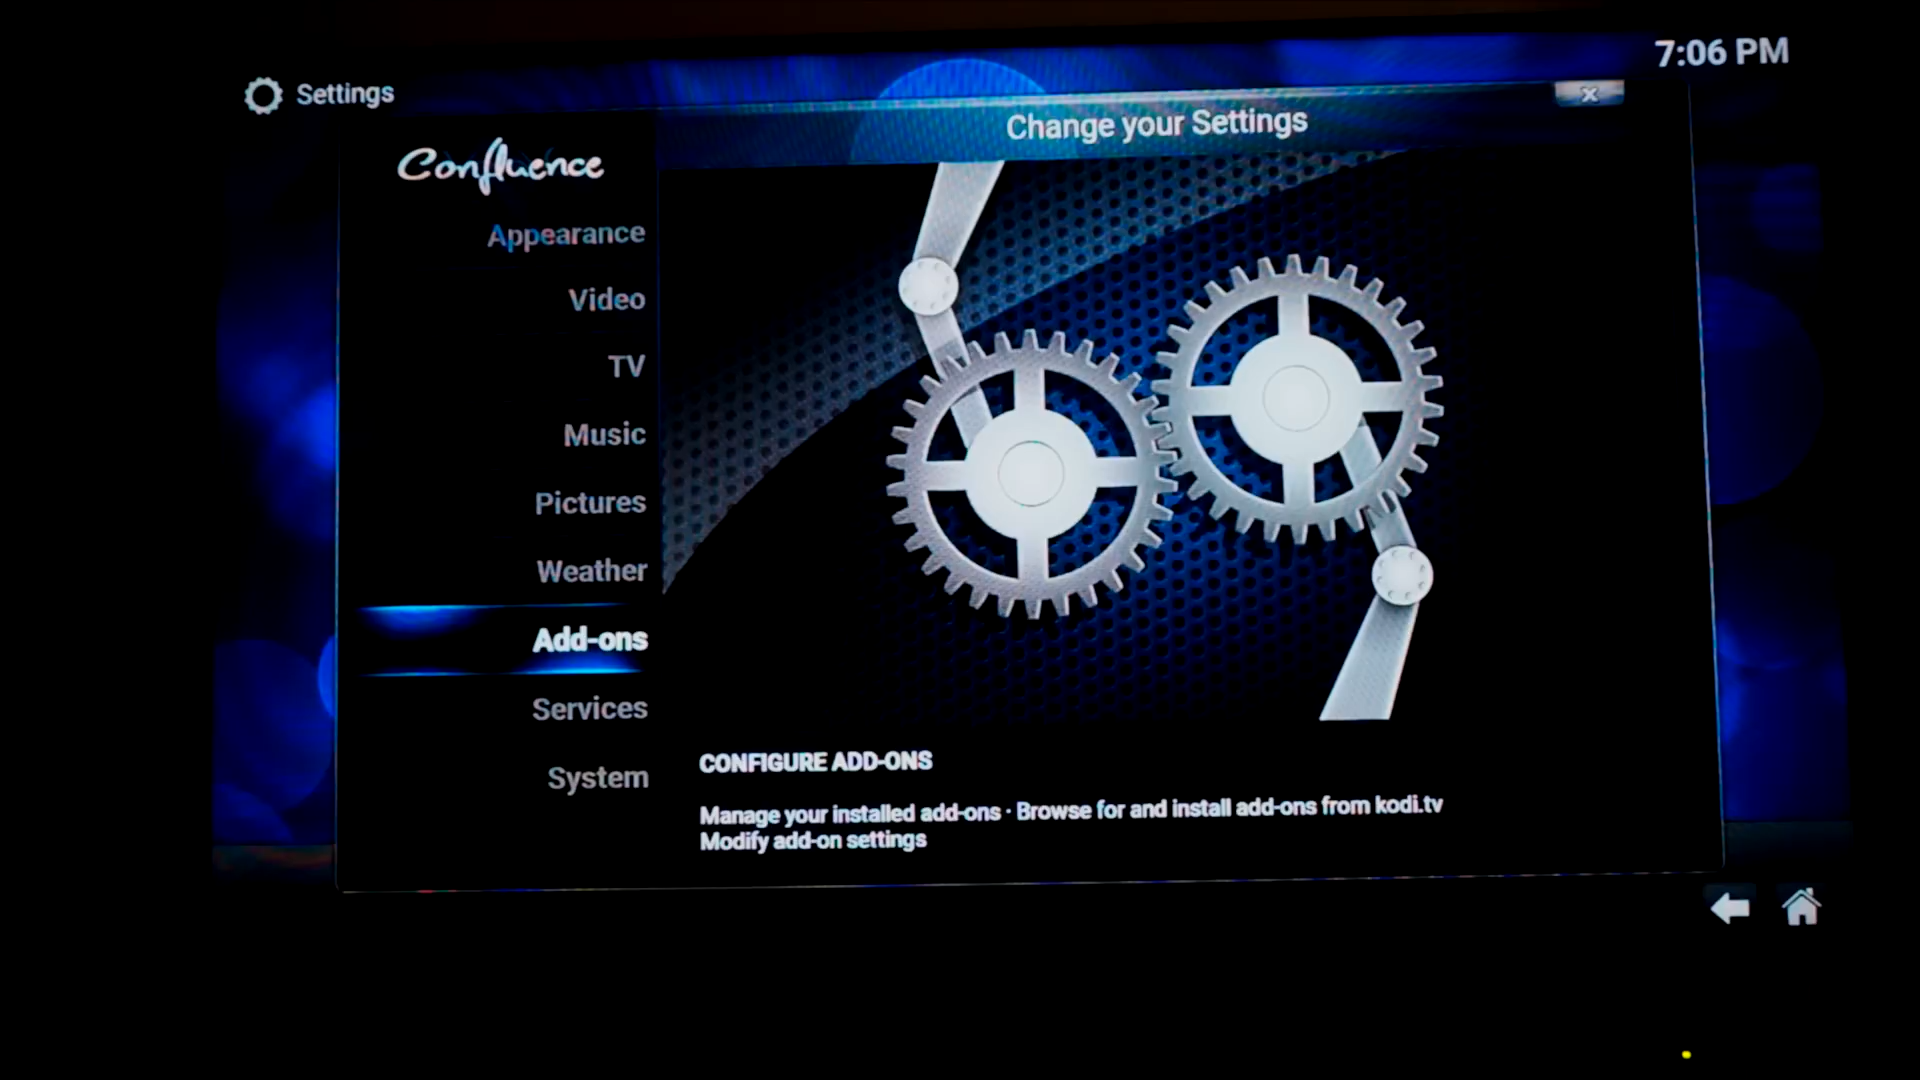 Settings
7:06 PM
Change your Settings
x
Confluence
Appearance
Video
TV
Music
Pictures
Weather
Add-ons
Services
System
CONFIGURE ADD-ONS
Manage your installed add-ons · Browse for and install add-ons from kodi.tv
Modify add-on settings